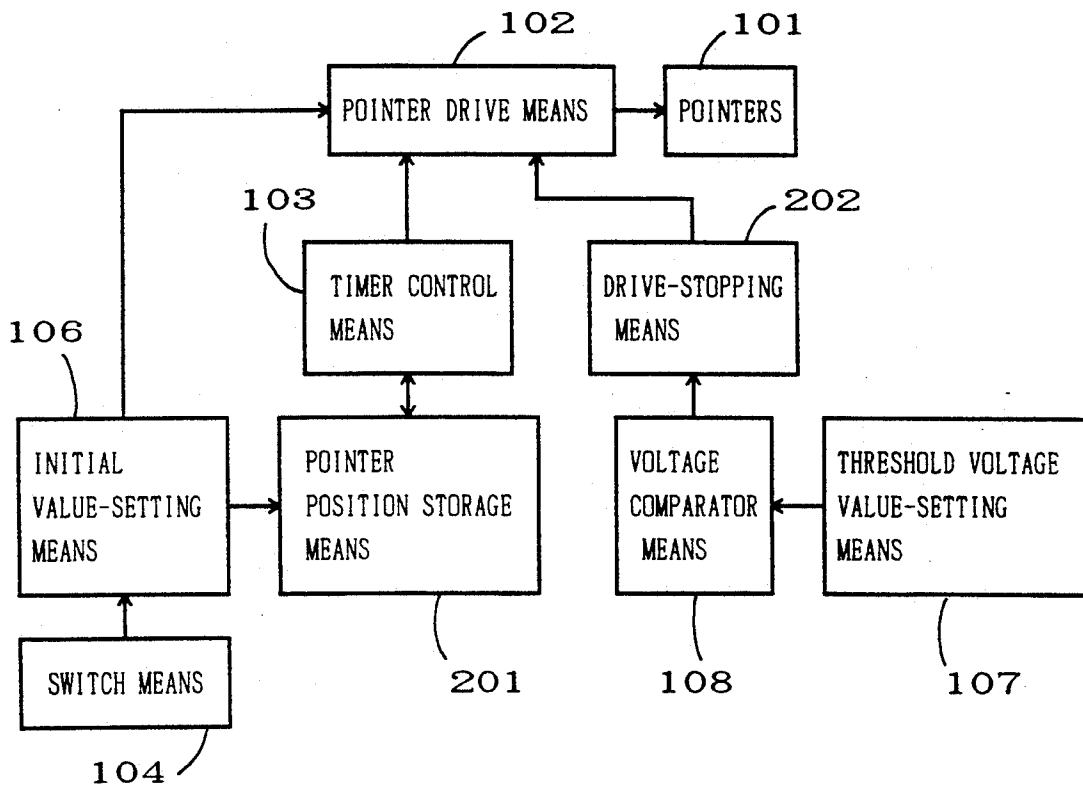 102
101
POINTER DRIVE MEANS
POINTERS
103
202
TIMER CONTROL
MEANS
DRIVE-STOPPING
MEANS
106
INITIAL
VALUE-SETTING
MEANS
POINTER
POSITION STORAGE
MEANS
VOLTAGE
COMPARATOR
MEANS
THRESHOLD VOLTAGE
VALUE-SETTING
MEANS
SWITCH MEANS
201
108
107
104